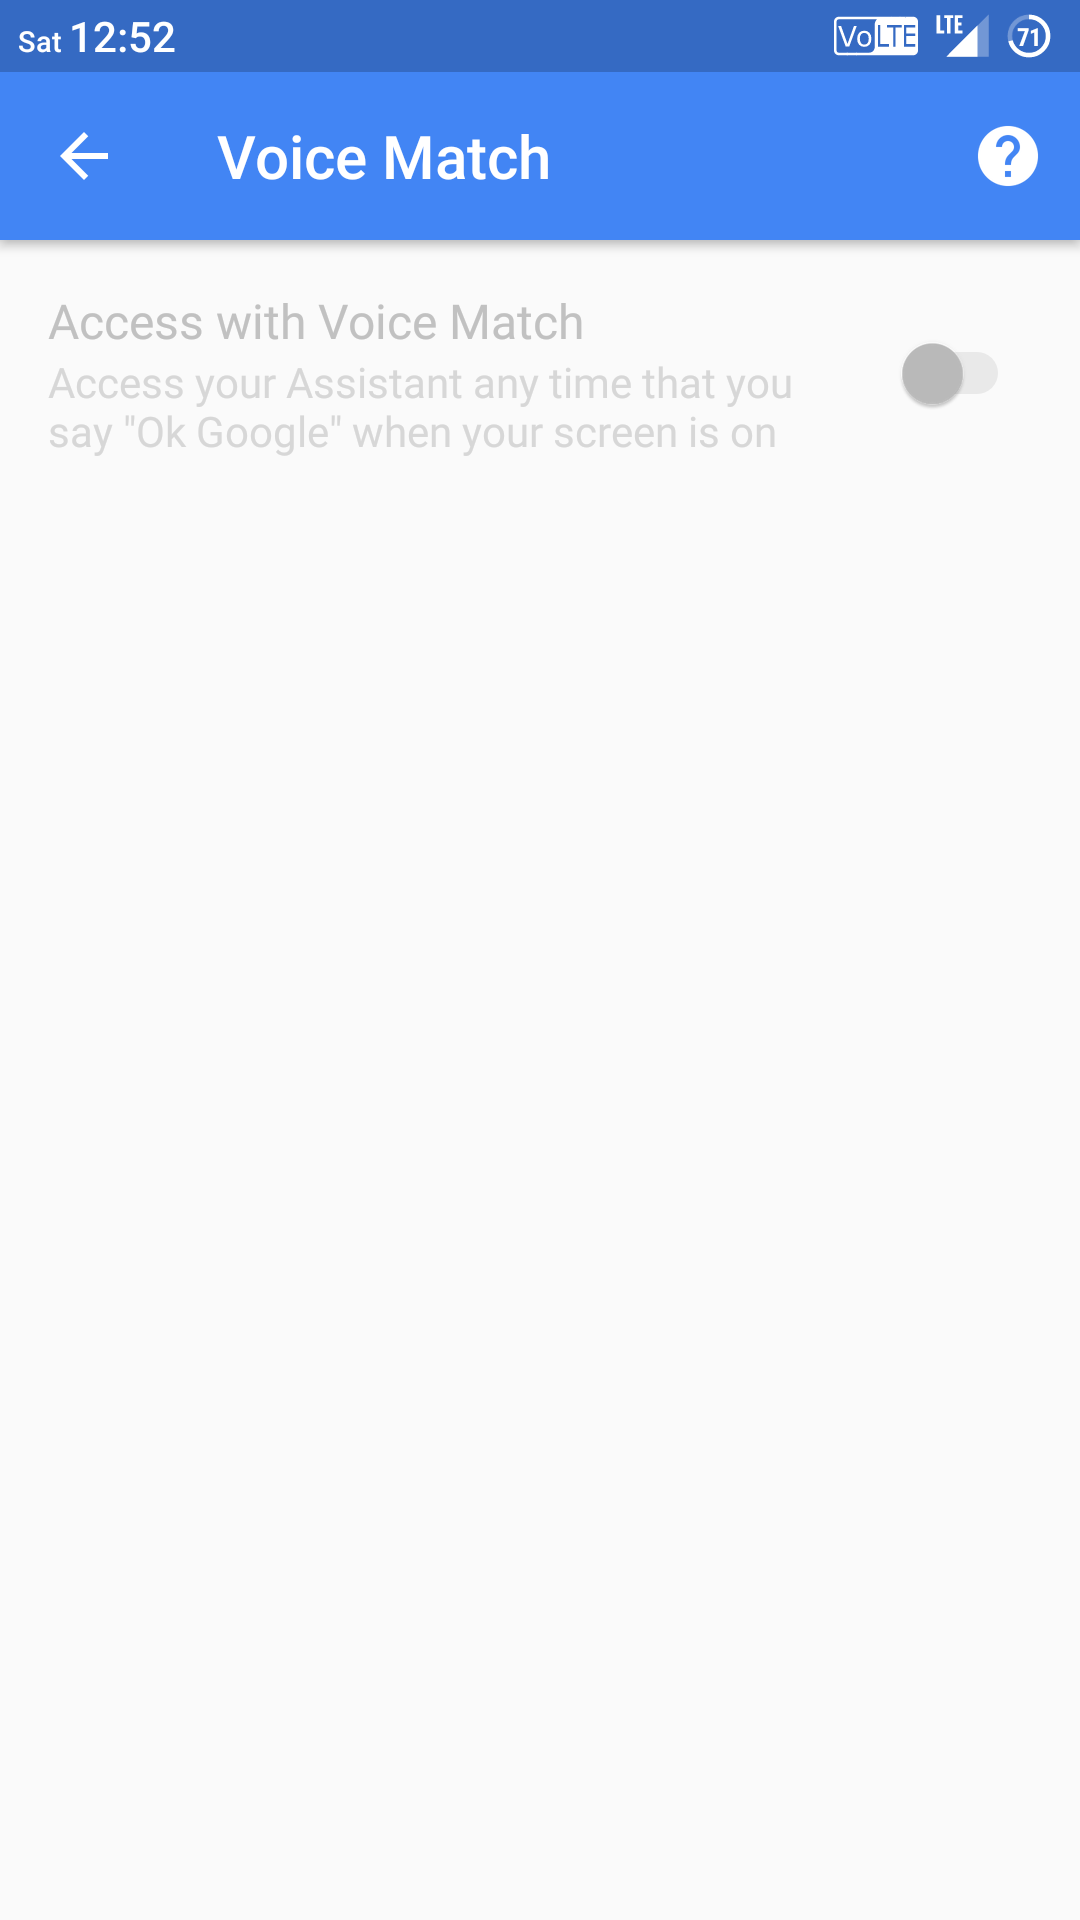 Sat 12:52 VoLTE LTE 71
Voice Match ?
Access with Voice Match
Access your Assistant any time that you
say "Ok Google" when your screen is on